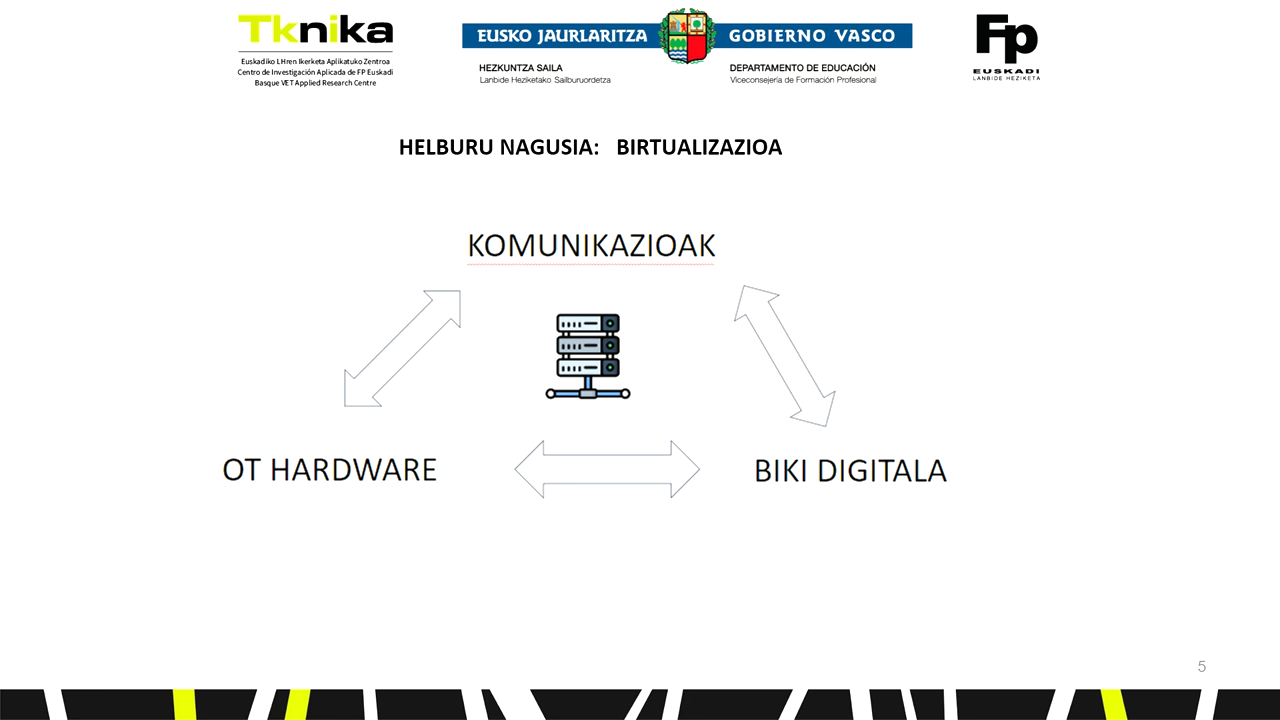 Tknika
Euskadiko LHren Ikerketa Aplikatuko Zentroa
Centro de Investigación Aplicada de FP Euskadi
Basque VET Applied Research Centre
EUSKO JAURLARITZA
GOBIERNO VASCO
HEZKUNTZA SAILA
Lanbide Heziketako Sailburuordetza
DEPARTAMENTO DE EDUCACIÓN
Viceconsejería de Formación Profesional
Fp
EUSKADI
LANBIDE HEZIKETA
HELBURU NAGUSIA: BIRTUALIZAZIOA
KOMUNIKAZIOAK
OT HARDWARE
BIKI DIGITALA
5